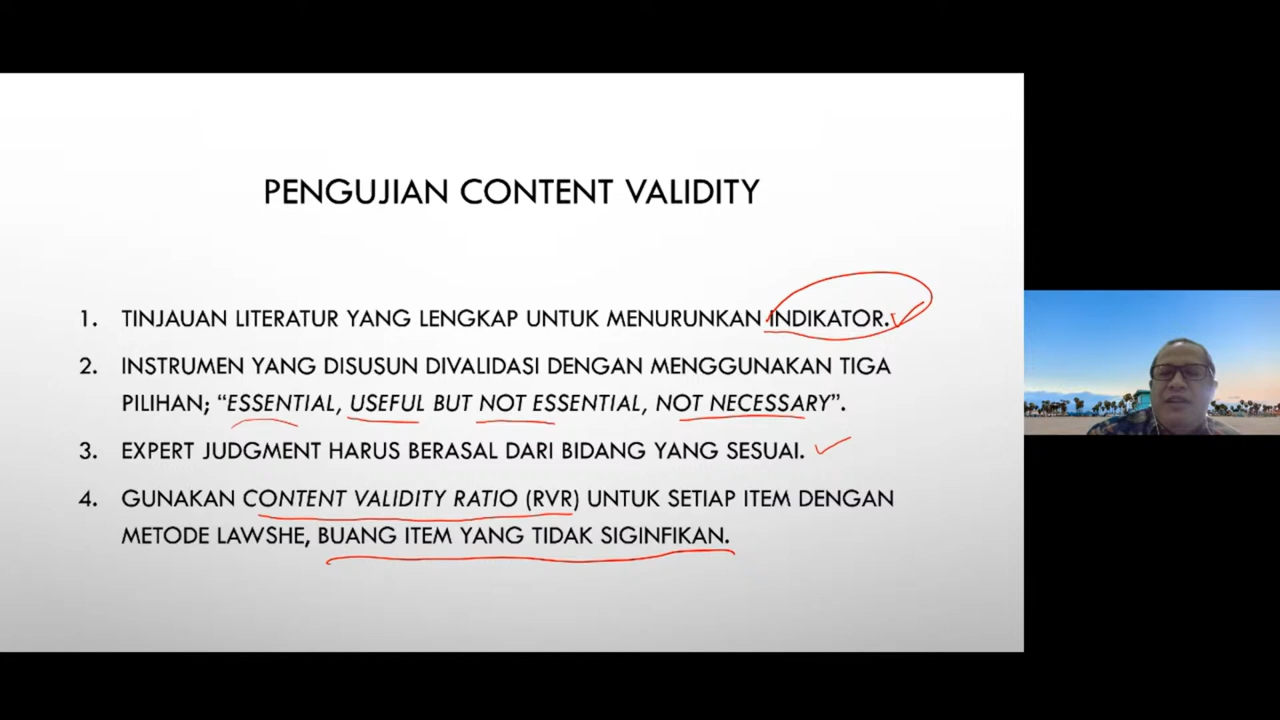 PENGUJIAN CONTENT VALIDITY
1. TINJAUAN LITERATUR YANG LENGKAP UNTUK MENURUNKAN INDIKATOR.
2. INSTRUMEN YANG DISUSUN DIVALIDASI DENGAN MENGGUNAKAN TIGA
PILIHAN; “ESSENTIAL, USEFUL BUT NOT ESSENTIAL, NOT NECESSARY”.
3. EXPERT JUDGMENT HARUS BERASAL DARI BIDANG YANG SESUAI.
4. GUNAKAN CONTENT VALIDITY RATIO (RVR) UNTUK SETIAP ITEM DENGAN
METODE LAWSHE, BUANG ITEM YANG TIDAK SIGINFIKAN.